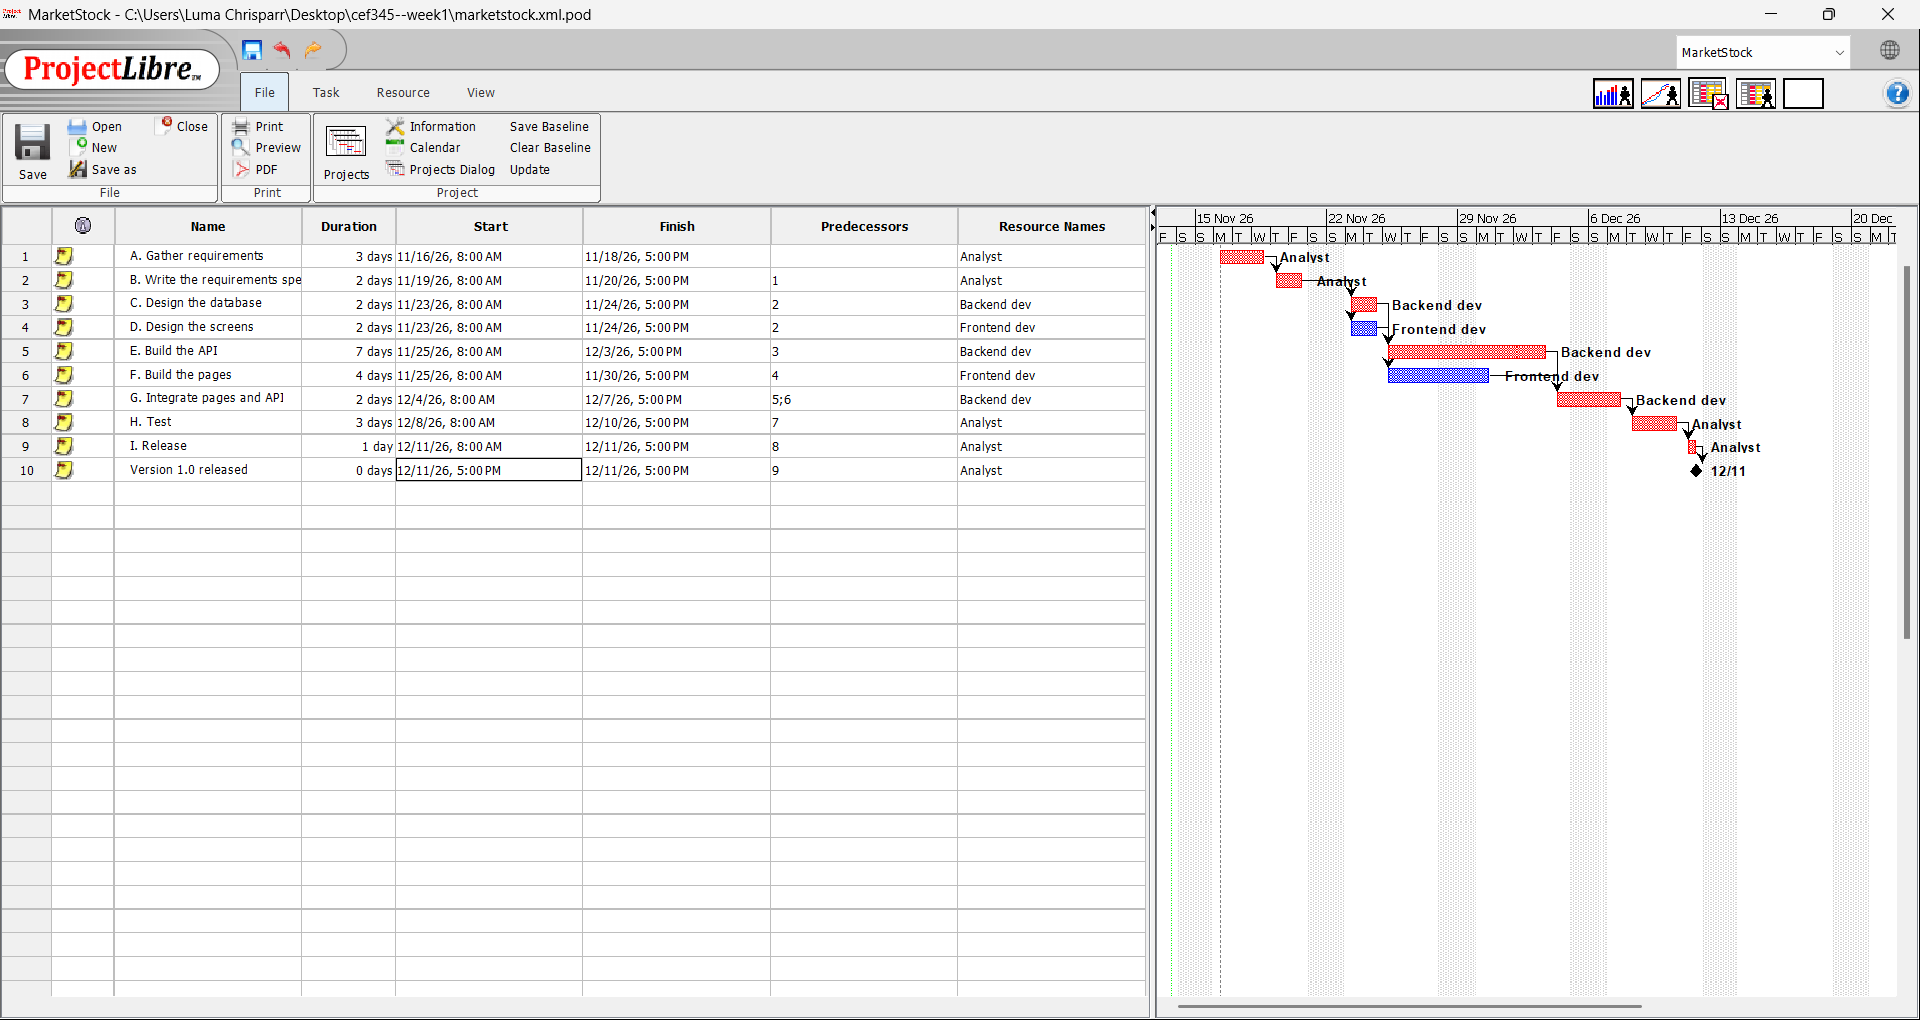 MarketStock - C:\Users\Luma Chrisparr\Desktop\cef345--week1\marketstock.xml.pod
ProjectLibre
MarketStock
File Task Resource View
Save
Open
New
Save as
Close
File
Print
Preview
PDF
Print
Projects
Information
Calendar
Projects Dialog
Save Baseline
Clear Baseline
Update
Project
Name Duration Start Finish Predecessors Resource Names
1 A. Gather requirements 3 days 11/16/26, 8:00 AM 11/18/26, 5:00 PM Analyst
2 B. Write the requirements spe 2 days 11/19/26, 8:00 AM 11/20/26, 5:00 PM 1 Analyst
3 C. Design the database 2 days 11/23/26, 8:00 AM 11/24/26, 5:00 PM 2 Backend dev
4 D. Design the screens 2 days 11/23/26, 8:00 AM 11/24/26, 5:00 PM 2 Frontend dev
5 E. Build the API 7 days 11/25/26, 8:00 AM 12/3/26, 5:00 PM 3 Backend dev
6 F. Build the pages 4 days 11/25/26, 8:00 AM 11/30/26, 5:00 PM 4 Frontend dev
7 G. Integrate pages and API 2 days 12/4/26, 8:00 AM 12/7/26, 5:00 PM 5;6 Backend dev
8 H. Test 3 days 12/8/26, 8:00 AM 12/10/26, 5:00 PM 7 Analyst
9 I. Release 1 day 12/11/26, 8:00 AM 12/11/26, 5:00 PM 8 Analyst
10 Version 1.0 released 0 days 12/11/26, 5:00 PM 12/11/26, 5:00 PM 9 Analyst
15 Nov 26 22 Nov 26 29 Nov 26 6 Dec 26 13 Dec 26 20 Dec
F S S M T W T F S S M T W T F S S M T W T F S S M T W T F S S M T W T F S S M T
Analyst
Analyst
Backend dev
Frontend dev
Backend dev
Frontend dev
Backend dev
Analyst
Analyst
12/11